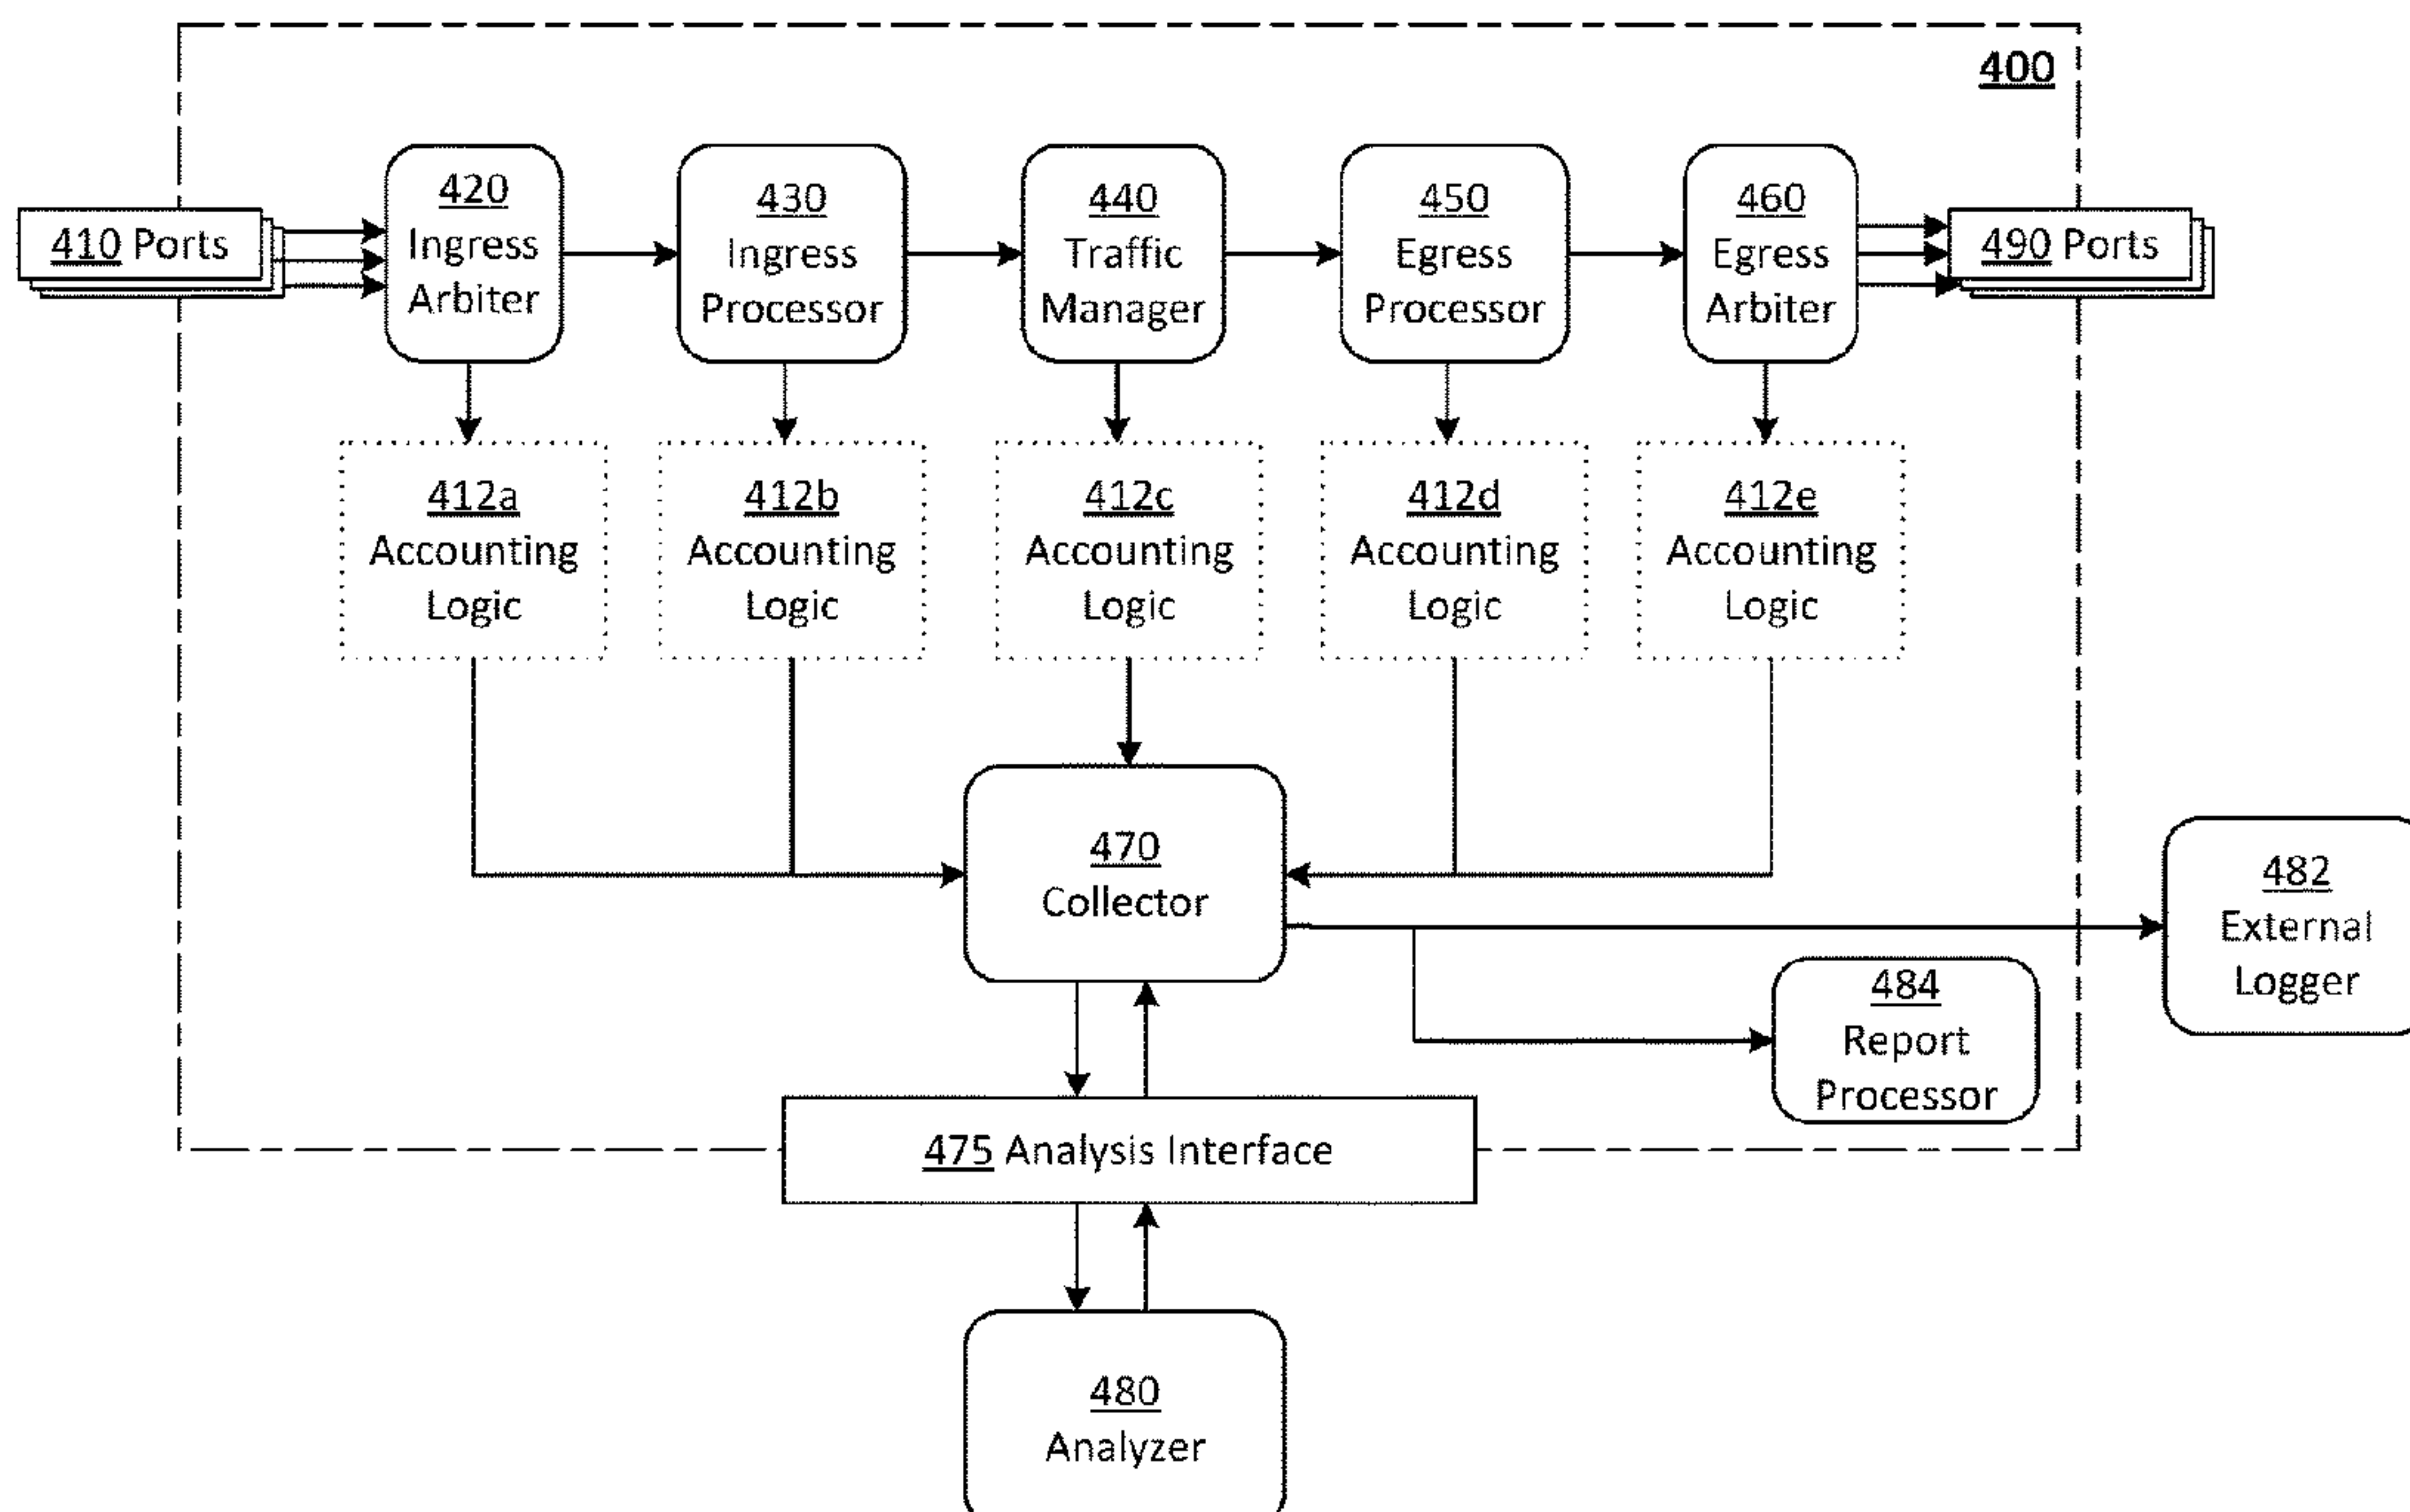 400
410 Ports
420
Ingress
Arbiter
430
Ingress
Processor
440
Traffic
Manager
450
Egress
Processor
460
Egress
Arbiter
490 Ports
412a
Accounting
Logic
412b
Accounting
Logic
412c
Accounting
Logic
412d
Accounting
Logic
412e
Accounting
Logic
470
Collector
482
External
Logger
484
Report
Processor
475 Analysis Interface
480
Analyzer